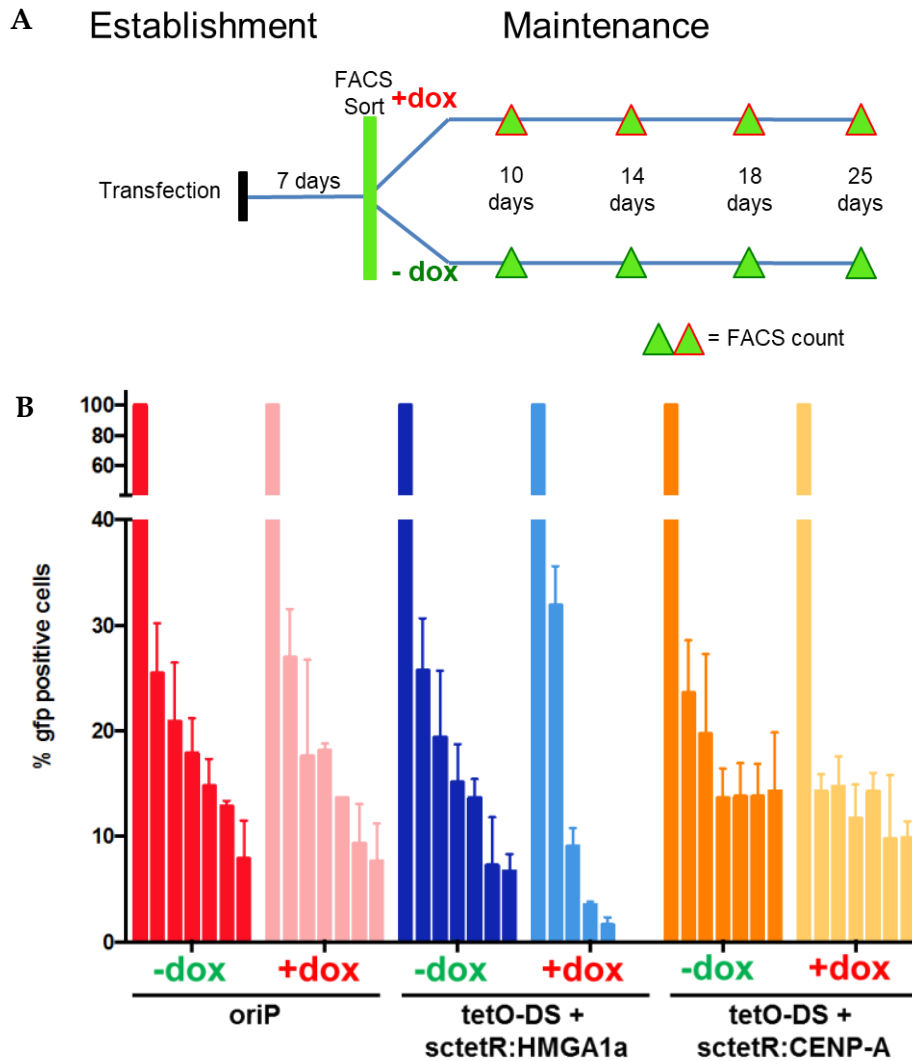 A
Establishment
Maintenance
FACS
Sort
+dox
Transfection
7 days
10
days
14
days
18
days
25
days
- dox
= FACS count
B
% gfp positive cells
100
80
60
40
30
20
10
0
-dox
+dox
-dox
+dox
-dox
+dox
oriP
tetO-DS +
sctetR:HMGA1a
tetO-DS +
sctetR:CENP-A